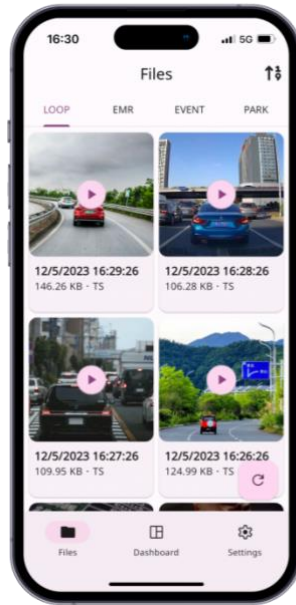 16:30
5G
Files
LOOP EMR EVENT PARK
12/5/2023 16:29:26 12/5/2023 16:28:26
146.26 KB - TS 106.28 KB - TS
12/5/2023 16:27:26 12/5/2023 16:26:26
109.95 KB - TS 124.99 KB - TS
Files Dashboard Settings